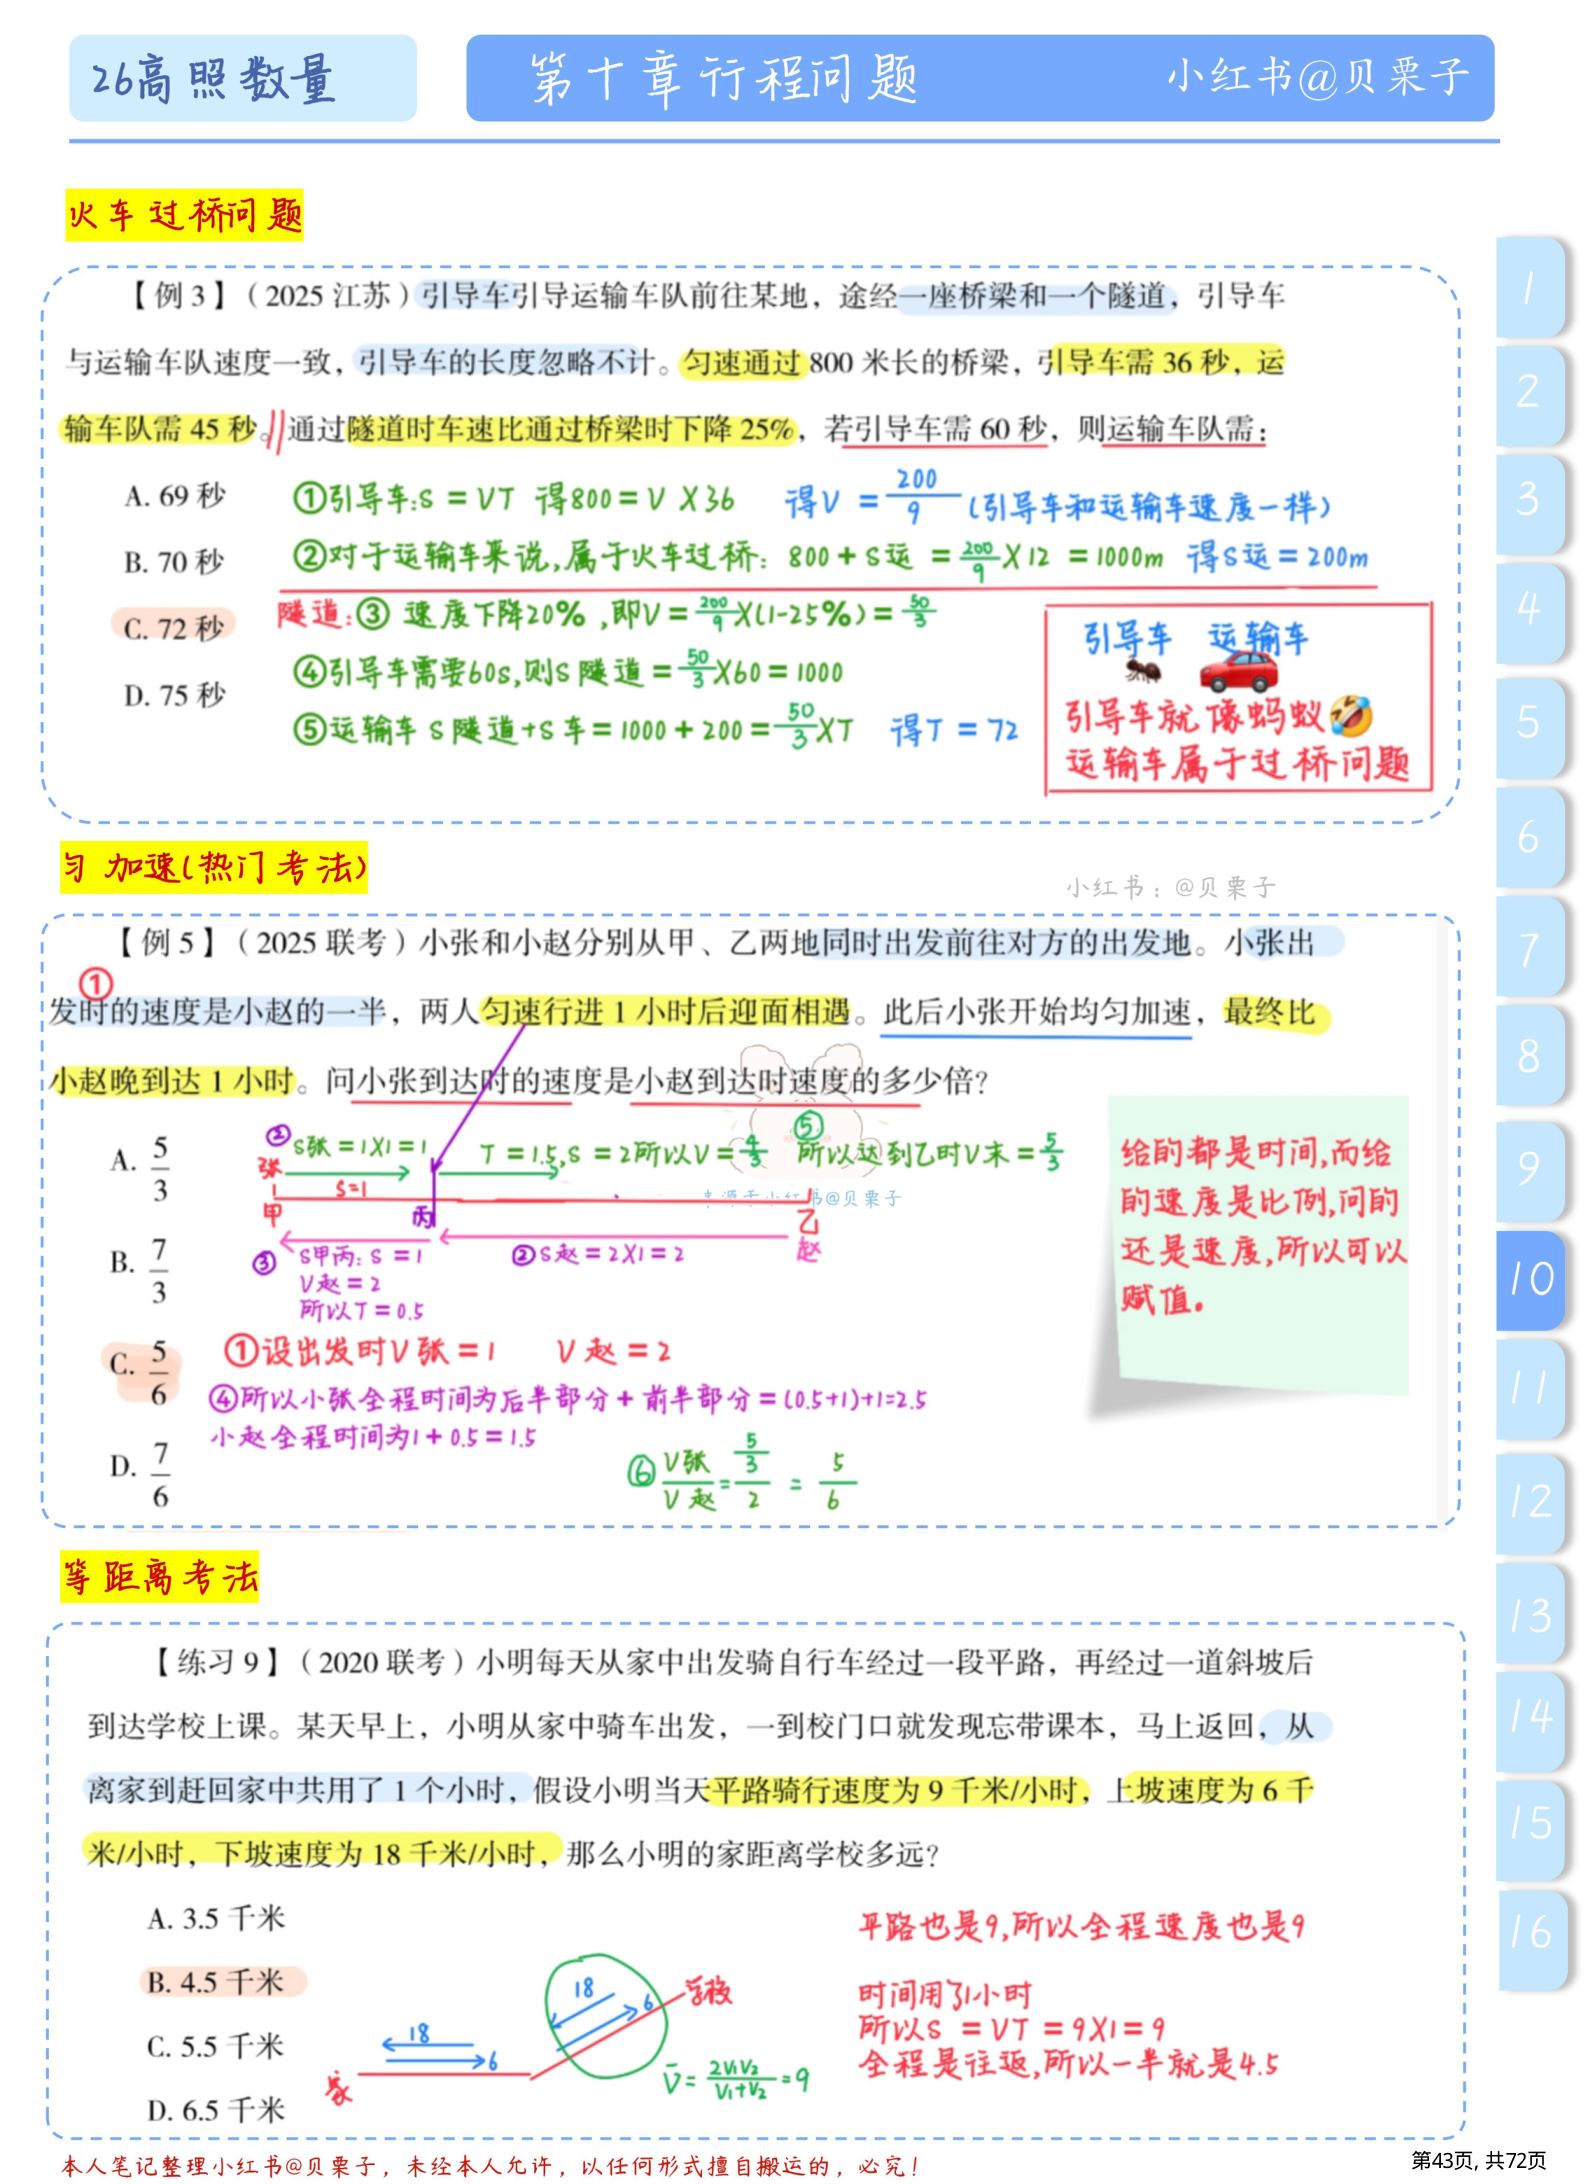 26高照数量
第十章行程问题
小红书@贝栗子
火车过桥问题
【例 3】（2025 江苏）引导车引导运输车队前往某地，途经一座桥梁和一个隧道，引导车
与运输车队速度一致，引导车的长度忽略不计。匀速通过 800 米长的桥梁，引导车需 36 秒，运
输车队需 45 秒。通过隧道时车速比通过桥梁时下降 25%，若引导车需 60 秒，则运输车队需：
A. 69 秒
B. 70 秒
C. 72 秒
D. 75 秒
①引导车:S = VT 得800 = V X 36 得V = 200/9 (引导车和运输车速度一样)
②对于运输车来说,属于火车过桥: 800 + S运 = 200/9 X 12 = 1000m 得S运 = 200m
隧道:③ 速度下降20% ,即V = 200/9 X(1-25%) = 50/3
④引导车需要60s,则S 隧道 = 50/3 X60 = 1000
⑤运输车 S 隧道+S 车 = 1000 + 200 = 50/3 XT 得T = 72
引导车 运输车
引导车就像蚂蚁🤣
运输车属于过桥问题
匀加速(热门考法)
小红书：@贝栗子
【例 5】（2025 联考）小张和小赵分别从甲、乙两地同时出发前往对方的出发地。小张出
①
发时的速度是小赵的一半，两人匀速行进 1 小时后迎面相遇。此后小张开始均匀加速，最终比
小赵晚到达 1 小时。问小张到达时的速度是小赵到达时速度的多少倍？
A. 5/3
B. 7/3
C. 5/6
D. 7/6
② S张 = 1X1 = 1
T = 1.5,S = 2所以V = 4/3
⑤ 所以达到乙时V末 = 5/3
张
S=1
甲
丙
乙
赵
来源于小红书@贝栗子
③ S甲丙: S = 1
V赵 = 2
所以T = 0.5
②S赵 = 2X1 = 2
①设出发时V 张 = 1 V 赵 = 2
④所以小张全程时间为后半部分 + 前半部分 = (0.5+1)+1=2.5
小赵全程时间为1 + 0.5 = 1.5
⑥ V张/V赵 = 5/3/2 = 5/6
给的都是时间,而给
的速度是比例,问的
还是速度,所以可以
赋值。
等距离考法
【练习 9】（2020 联考）小明每天从家中出发骑自行车经过一段平路，再经过一道斜坡后
到达学校上课。某天早上，小明从家中骑车出发，一到校门口就发现忘带课本，马上返回，从
离家到赶回家中共用了 1 个小时，假设小明当天平路骑行速度为 9 千米/小时，上坡速度为 6 千
米/小时，下坡速度为 18 千米/小时，那么小明的家距离学校多远？
A. 3.5 千米
B. 4.5 千米
C. 5.5 千米
D. 6.5 千米
18
6
家
18
6
学校
V̄= 2V₁V₂/V₁+V₂ =9
平路也是9,所以全程速度也是9
时间用了1小时
所以S = VT = 9X1 = 9
全程是往返,所以一半就是4.5
1
2
3
4
5
6
7
8
9
10
11
12
13
14
15
16
本人笔记整理小红书@贝栗子，未经本人允许，以任何形式擅自搬运的，必究！
第43页, 共72页